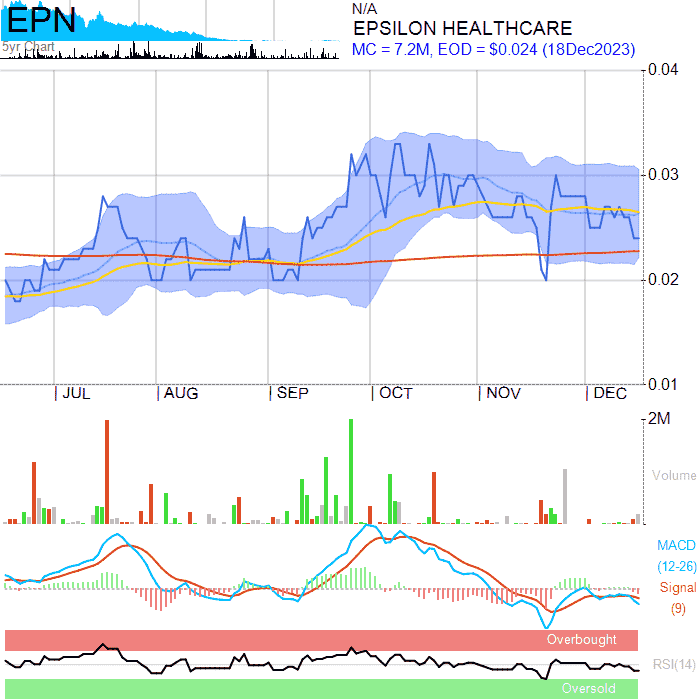 EPN
5yr Chart
N/A
EPSILON HEALTHCARE
MC = 7.2M, EOD = $0.024 (18Dec2023)
0.04
0.03
0.02
0.01
JUL AUG SEP OCT NOV DEC
2M
Volume
MACD
(12-26)
Signal
(9)
Overbought
RSI(14)
Oversold